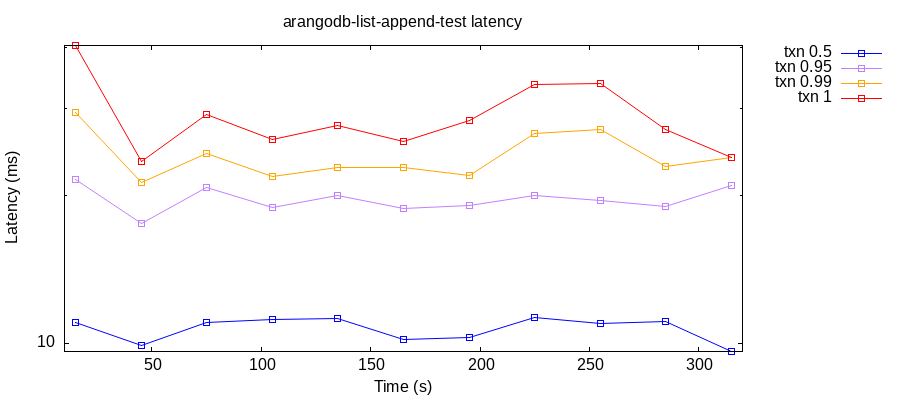 arangodb-list-append-test latency
txn 0.5
txn 0.95
txn 0.99
txn 1
Latency (ms)
10
50 100 150 200 250 300
Time (s)